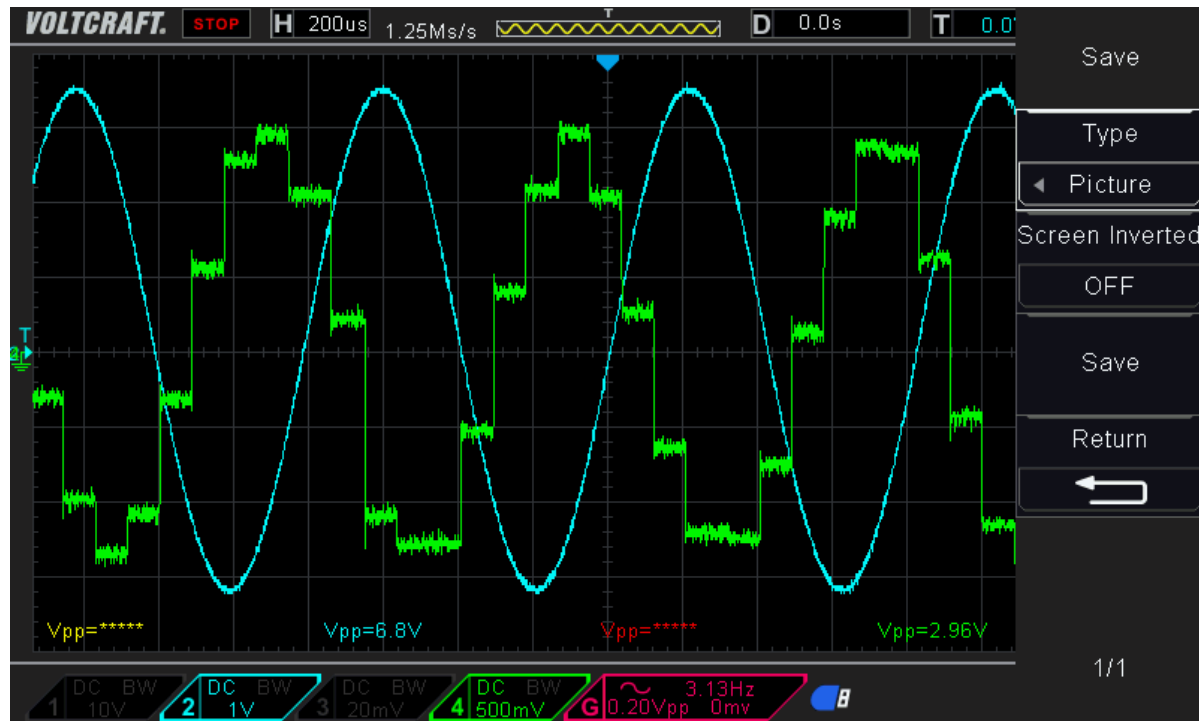 VOLTCRAFT. STOP H 200us 1.25Ms/s T D 0.0s T 0.0
Save
Type
Picture
Screen Inverted
OFF
T
Save
Return
Vpp=***** Vpp=6.8V Vpp=***** Vpp=2.96V
1/1
1 DC BW 10V 2 DC BW 1V 3 DC BW 20mV 4 DC BW 500mV G 3.13Hz 0.20Vpp 0mv